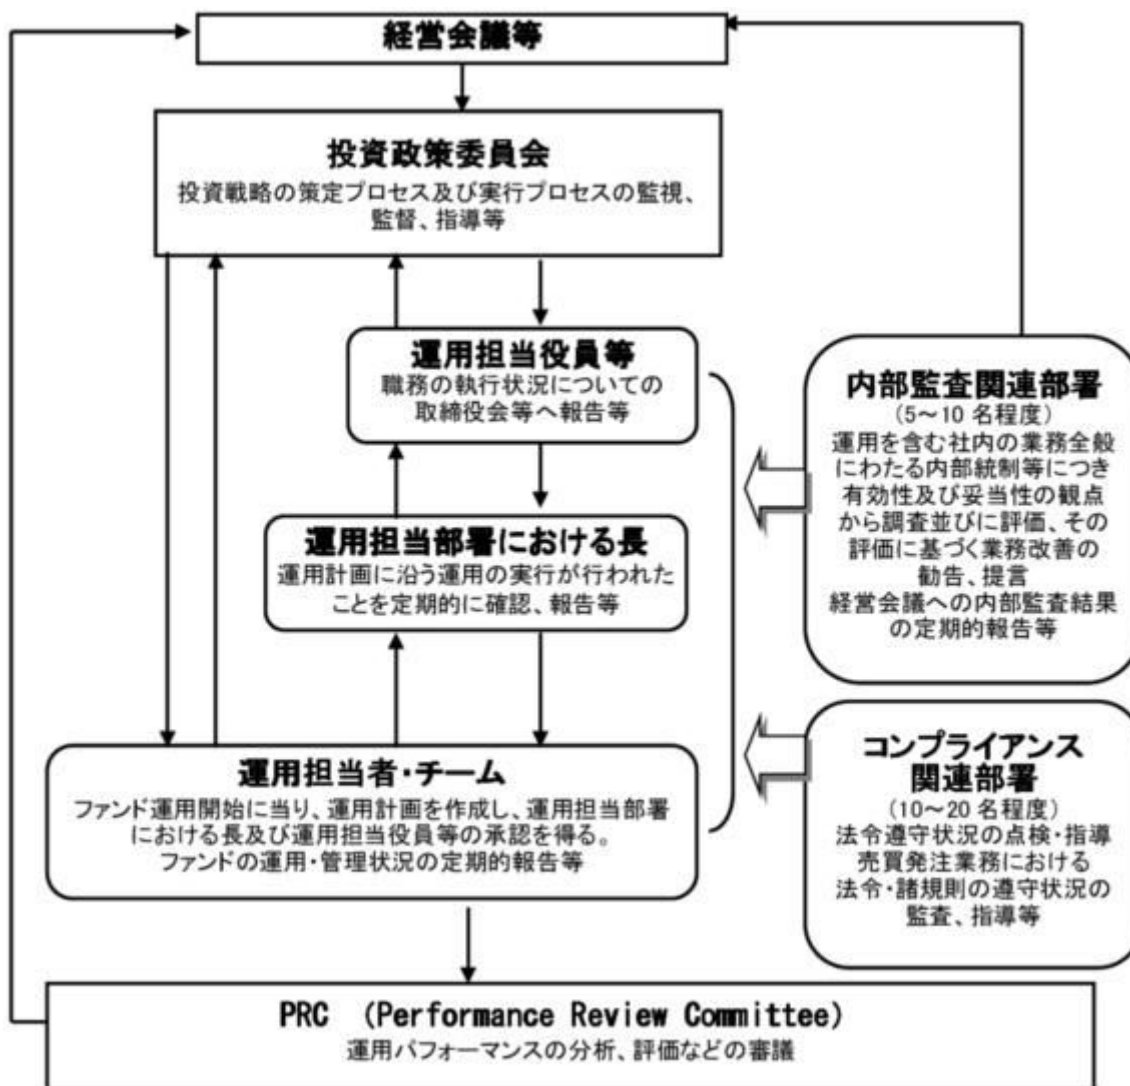 経営会議等
投資政策委員会
投資戦略の策定プロセス及び実行プロセスの監視、
監督、指導等
運用担当役員等
職務の執行状況についての
取締役会等へ報告等
運用担当部署における長
運用計画に沿う運用の実行が行われた
ことを定期的に確認、報告等
運用担当者・チーム
ファンド運用開始に当り、運用計画を作成し、運用担当部署
における長及び運用担当役員等の承認を得る。
ファンドの運用・管理状況の定期的報告等
内部監査関連部署
(5～10 名程度)
運用を含む社内の業務全般
にわたる内部統制等につき
有効性及び妥当性の観点
から調査並びに評価、その
評価に基づく業務改善の
勧告、提言
経営会議への内部監査結果
の定期的報告等
コンプライアンス
関連部署
(10～20 名程度)
法令遵守状況の点検・指導
売買発注業務における
法令・諸規則の遵守状況の
監査、指導等
PRC (Performance Review Committee)
運用パフォーマンスの分析、評価などの審議